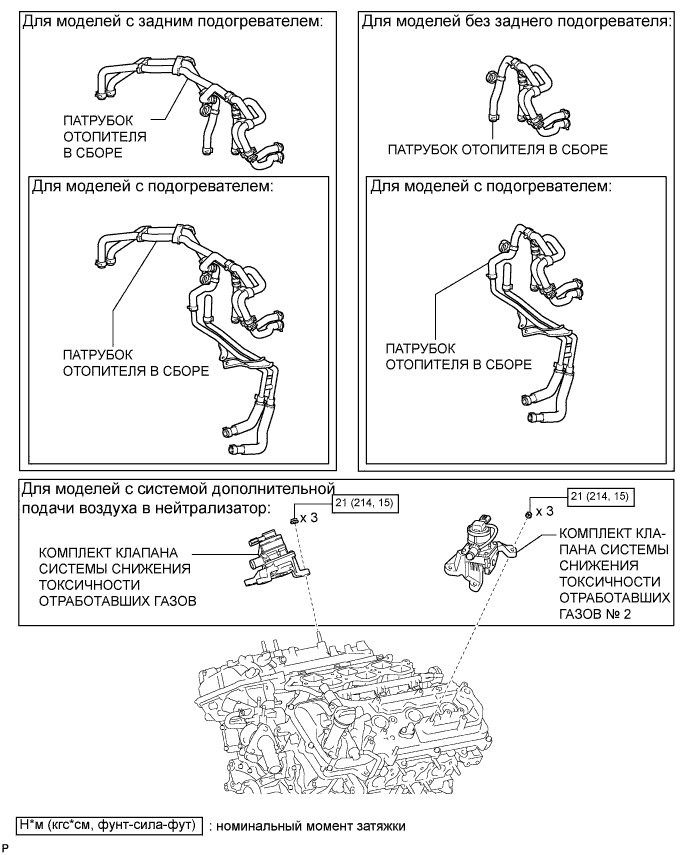 Для моделей с задним подогревателем:
ПАТРУБОК
ОТОПИТЕЛЯ
В СБОРЕ
Для моделей с подогревателем:
ПАТРУБОК
ОТОПИТЕЛЯ В СБОРЕ
Для моделей без заднего подогревателя:
ПАТРУБОК ОТОПИТЕЛЯ В СБОРЕ
Для моделей с подогревателем:
ПАТРУБОК
ОТОПИТЕЛЯ В СБОРЕ
Для моделей с системой дополнительной
подачи воздуха в нейтрализатор:
21 (214, 15)
x 3
КОМПЛЕКТ КЛАПАНА
СИСТЕМЫ СНИЖЕНИЯ
ТОКСИЧНОСТИ
ОТРАБОТАВШИХ ГАЗОВ
21 (214, 15)
x 3
КОМПЛЕКТ КЛА-
ПАНА СИСТЕМЫ
СНИЖЕНИЯ
ТОКСИЧНОСТИ
ОТРАБОТАВШИХ
ГАЗОВ № 2
Н*м (кгс*см, фунт-сила-фут) : номинальный момент затяжки
P